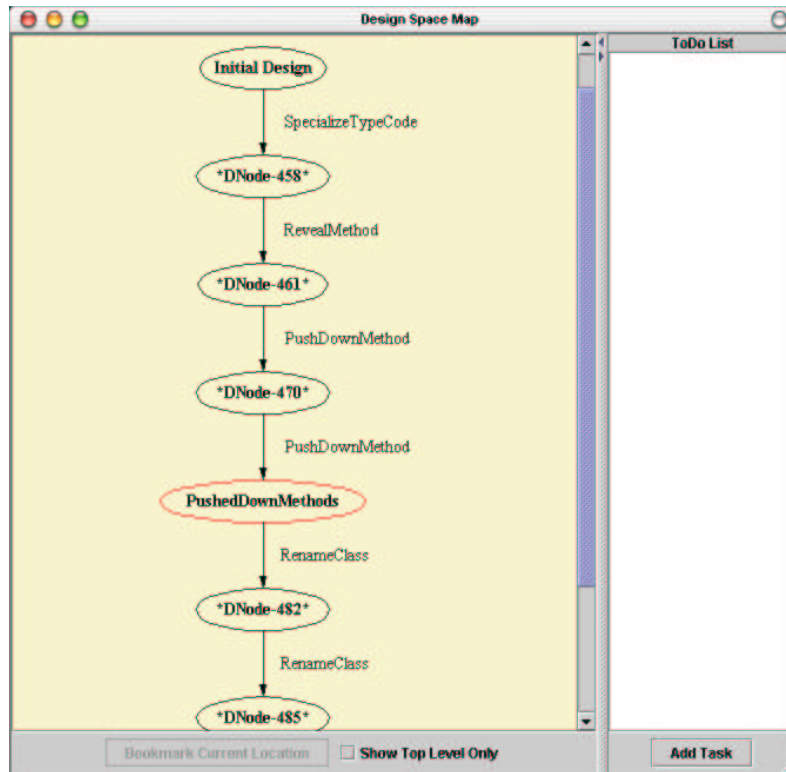 Design Space Map
ToDo List
Initial Design
SpecializeTypeCode
*DNode-458*
RevealMethod
*DNode-461*
PushDownMethod
*DNode-470*
PushDownMethod
PushedDownMethods
RenameClass
*DNode-482*
RenameClass
*DNode-485*
Bookmark Current Location
Show Top Level Only
Add Task